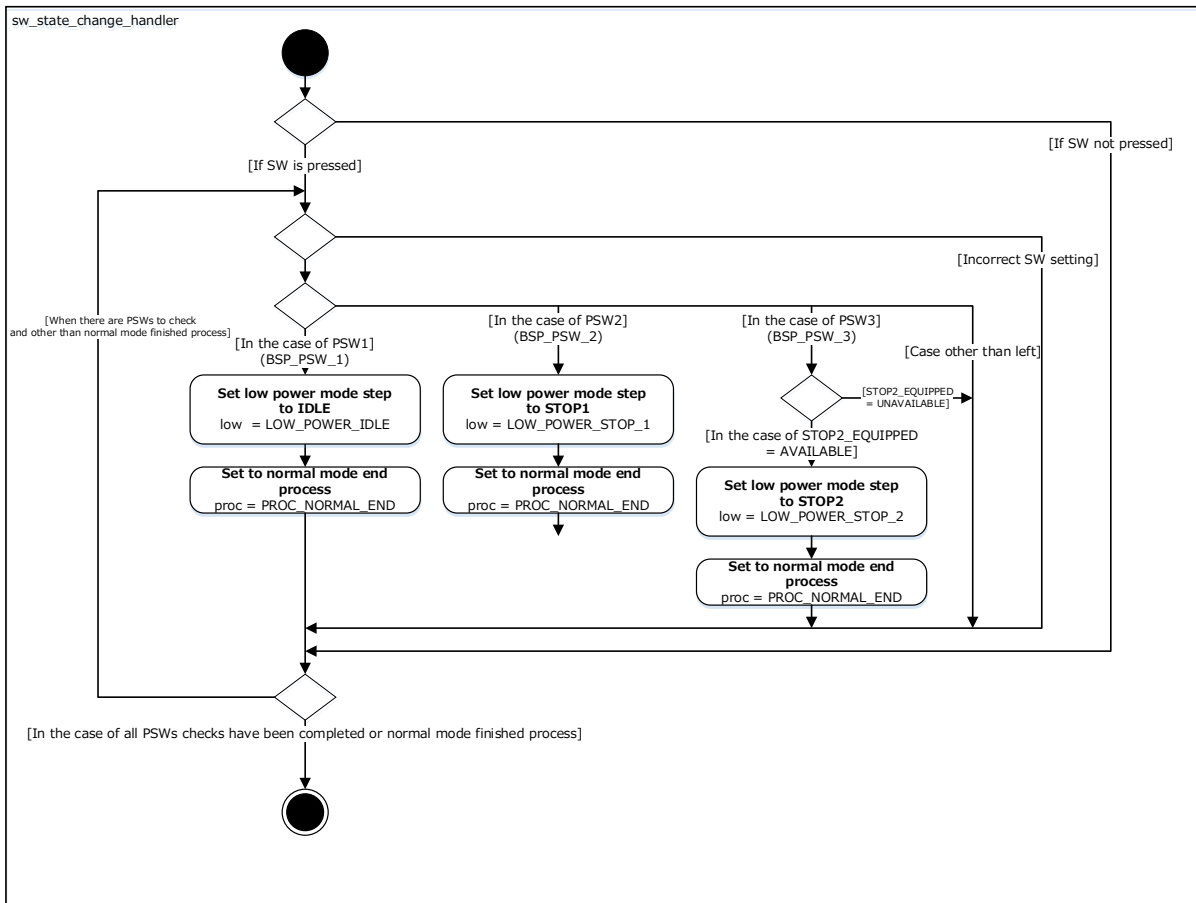 sw_state_change_handler
[If SW not pressed]
[If SW is pressed]
[Incorrect SW setting]
[When there are PSWs to check
and other than normal mode finished process]
[In the case of PSW1]
(BSP_PSW_1)
[In the case of PSW2]
(BSP_PSW_2)
[In the case of PSW3]
(BSP_PSW_3)
[Case other than left]
Set low power mode step
to IDLE
low  = LOW_POWER_IDLE
Set low power mode step
to STOP1
low = LOW_POWER_STOP_1
[STOP2_EQUIPPED
= UNAVAILABLE]
[In the case of STOP2_EQUIPPED
= AVAILABLE]
Set to normal mode end
process
proc = PROC_NORMAL_END
Set to normal mode end
process
proc = PROC_NORMAL_END
Set low power mode step
to STOP2
low = LOW_POWER_STOP_2
Set to normal mode end
process
proc = PROC_NORMAL_END
[In the case of all PSWs checks have been completed or normal mode finished process]